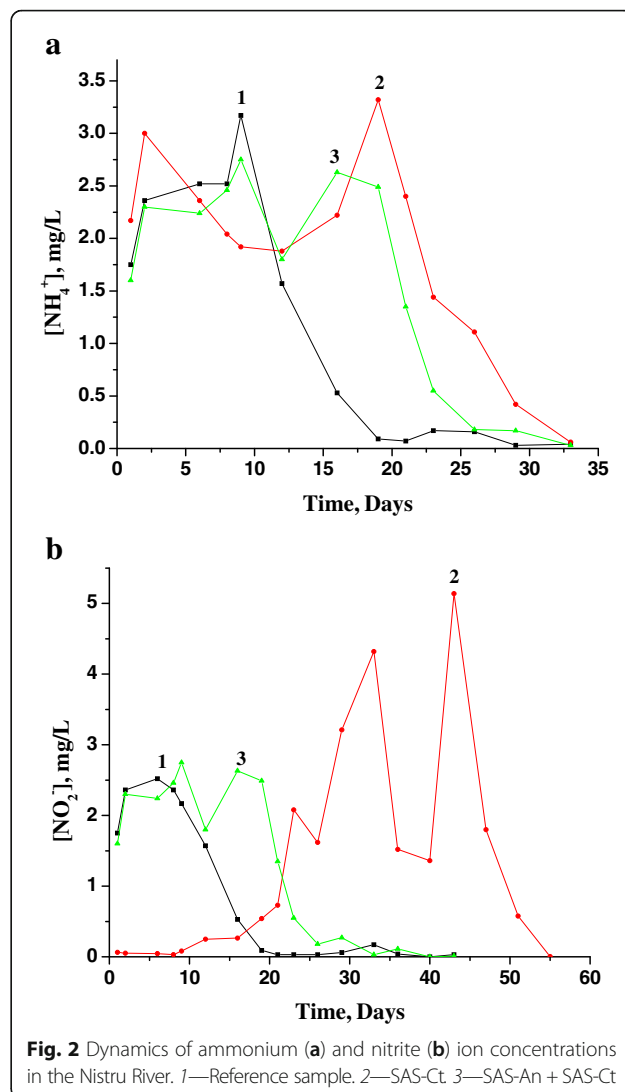 a
3.5
3.0
2.5
2.0
1.5
1.0
0.5
0.0
[NH₄⁺], mg/L
1
2
3
0 5 10 15 20 25 30 35
Time, Days
b
5
4
3
2
1
0
[NO₂⁻], mg/L
1
3
2
0 10 20 30 40 50 60
Time, Days
Fig. 2 Dynamics of ammonium (a) and nitrite (b) ion concentrations
in the Nistru River. 1—Reference sample. 2—SAS-Ct. 3—SAS-An + SAS-Ct